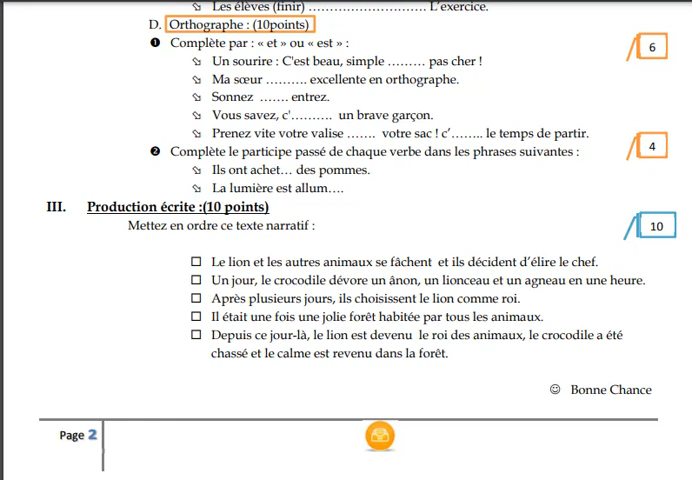 Les élèves (finir) ………………………… L'exercice.
D. Orthographe : (10points)
❶ Complète par : « et » ou « est » :
6
Un sourire : C'est beau, simple ……… pas cher !
Ma sœur ………. excellente en orthographe.
Sonnez ……. entrez.
Vous savez, c'………. un brave garçon.
Prenez vite votre valise ……. votre sac ! c'…….. le temps de partir.
❷ Complète le participe passé de chaque verbe dans les phrases suivantes :
4
Ils ont achet… des pommes.
La lumière est allum….
III. Production écrite :(10 points)
Mettez en ordre ce texte narratif :
10
☐ Le lion et les autres animaux se fâchent et ils décident d'élire le chef.
☐ Un jour, le crocodile dévore un ânon, un lionceau et un agneau en une heure.
☐ Après plusieurs jours, ils choisissent le lion comme roi.
☐ Il était une fois une jolie forêt habitée par tous les animaux.
☐ Depuis ce jour-là, le lion est devenu le roi des animaux, le crocodile a été
chassé et le calme est revenu dans la forêt.
☺ Bonne Chance
Page 2